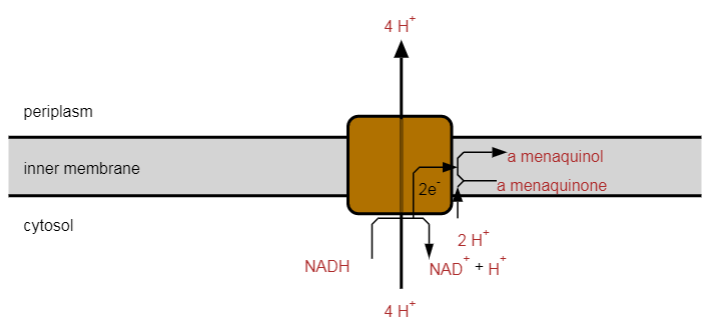 4 H+
periplasm
inner membrane
a menaquinol
2e-
a menaquinone
cytosol
2 H+
NADH
NAD+ + H+
4 H+